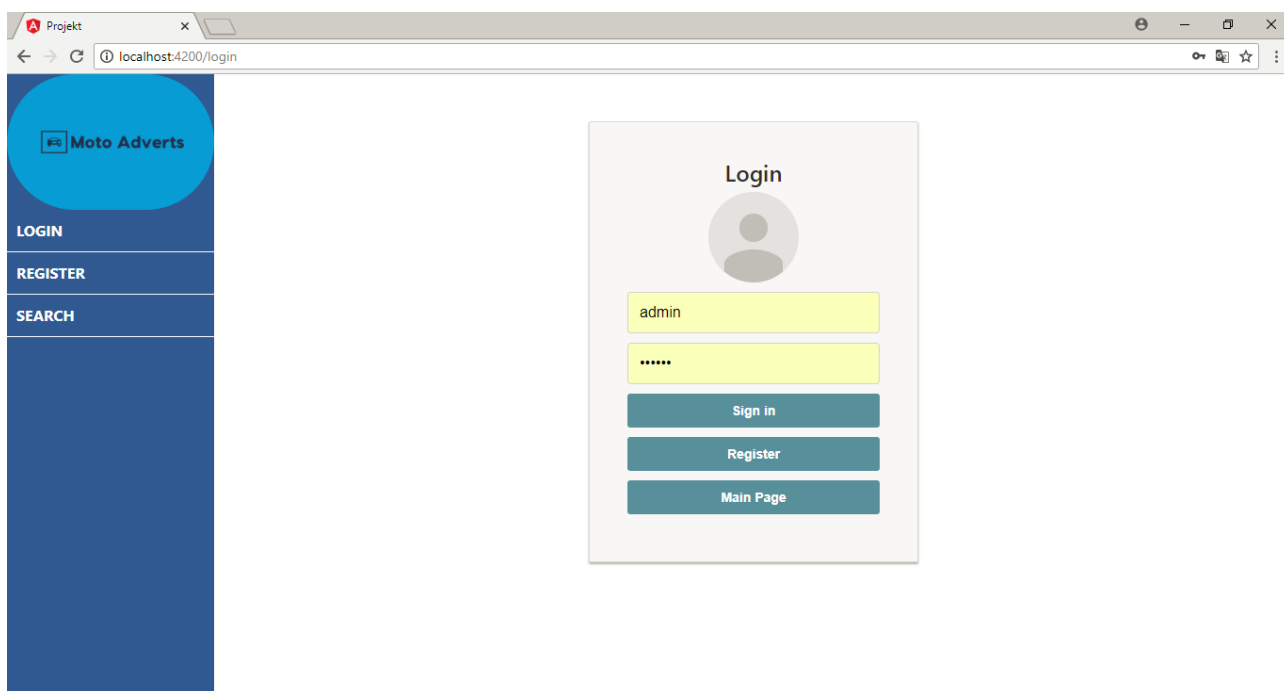 Projekt
localhost:4200/login
Moto Adverts
LOGIN
REGISTER
SEARCH
Login
admin
••••••
Sign in
Register
Main Page